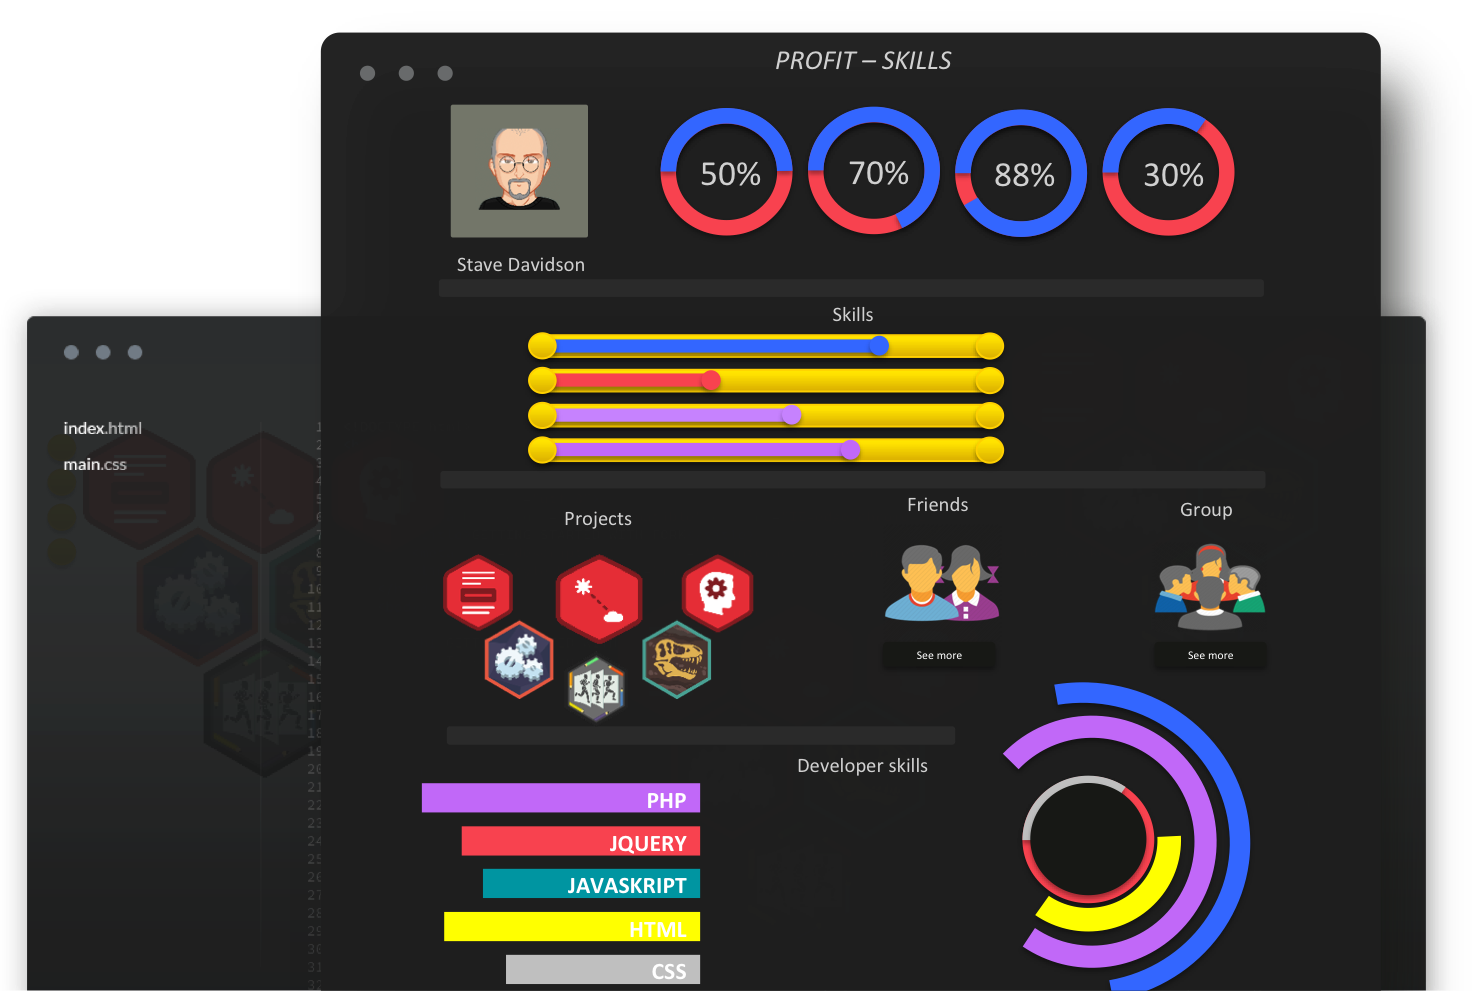 PROFIT – SKILLS
50%
70%
88%
30%
Stave Davidson
Skills
index.html
main.css
Projects
Friends
Group
See more
See more
Developer skills
PHP
JQUERY
JAVASKRIPT
HTML
CSS